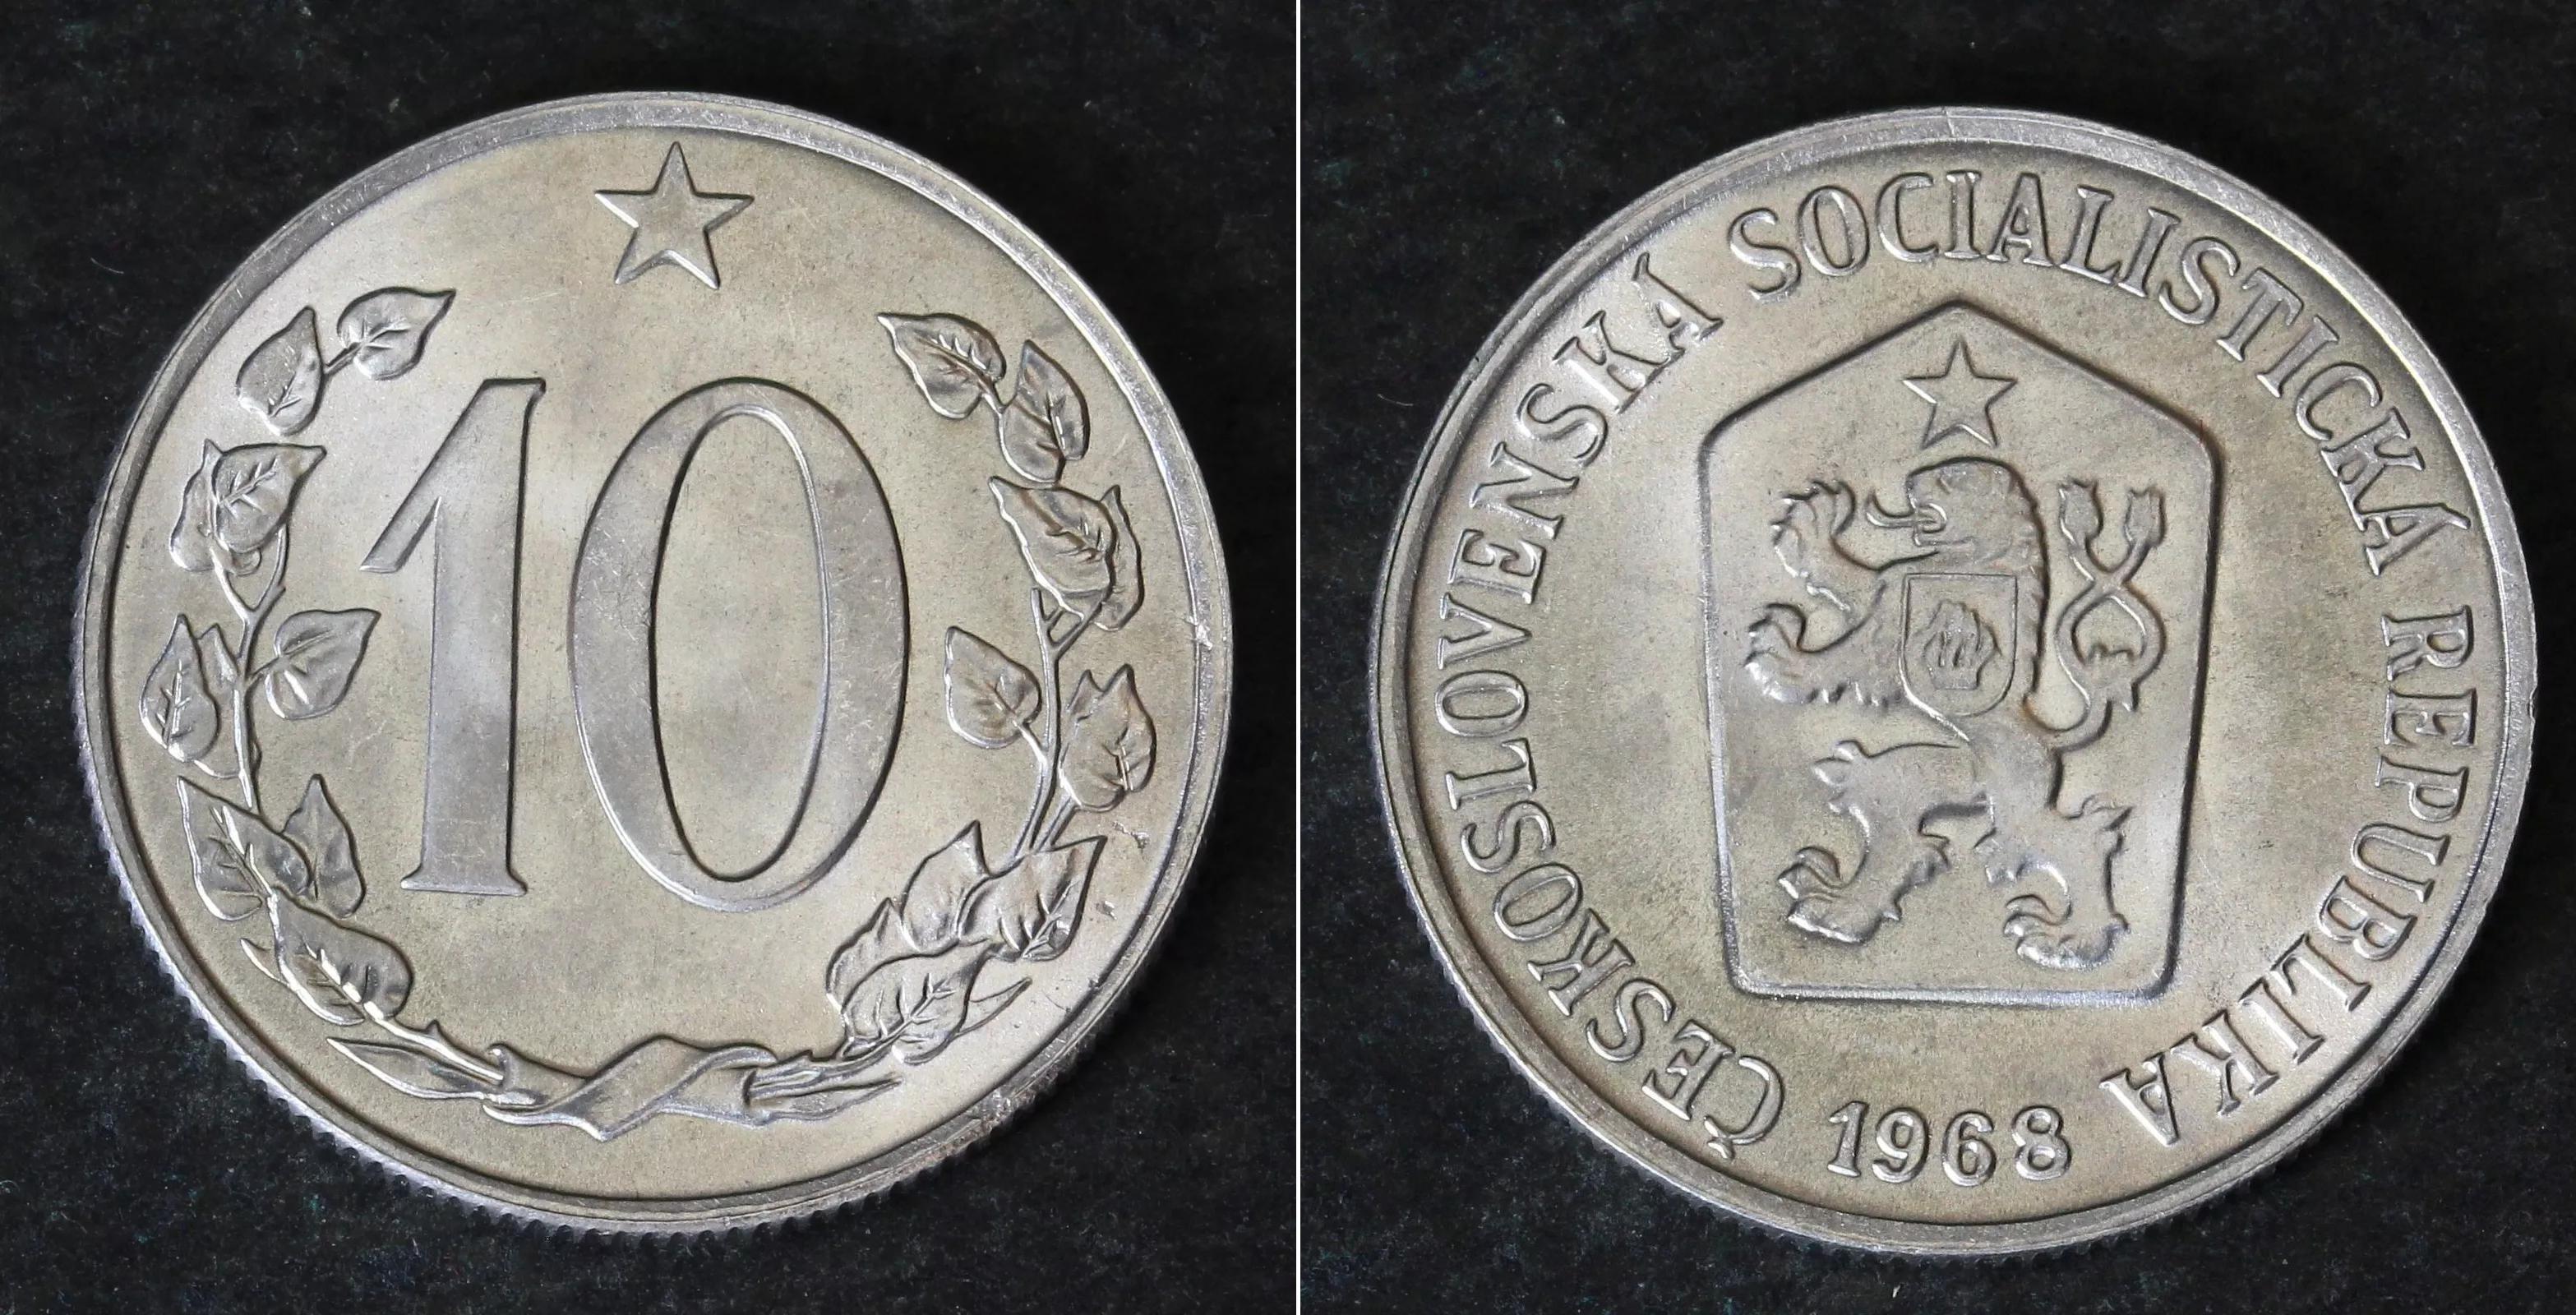 10
ČESKOSLOVENSKÁ SOCIALISTICKÁ REPUBLIKA
1968